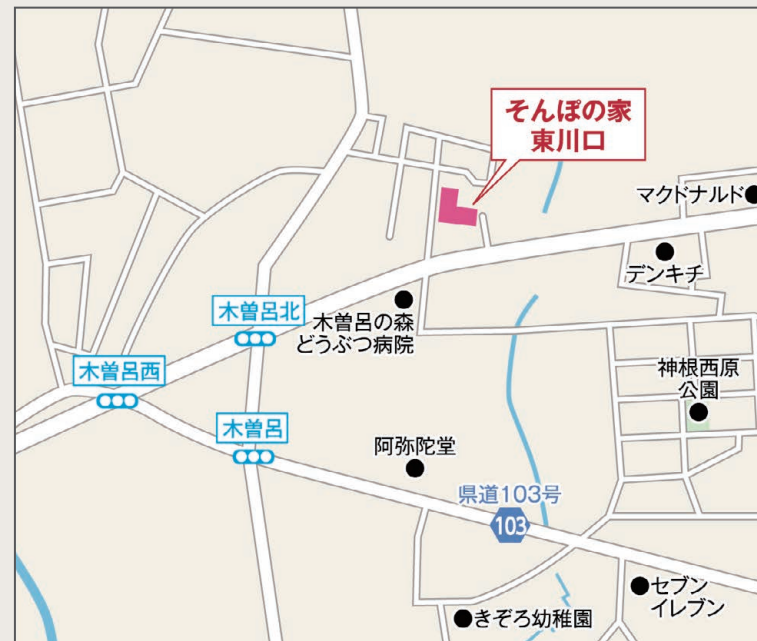 そんぽの家
東川口
マクドナルド
デンキチ
木曽呂北
木曽呂の森
どうぶつ病院
木曽呂西
神根西原
公園
木曽呂
阿弥陀堂
県道103号
103
セブン
イレブン
きぞろ幼稚園